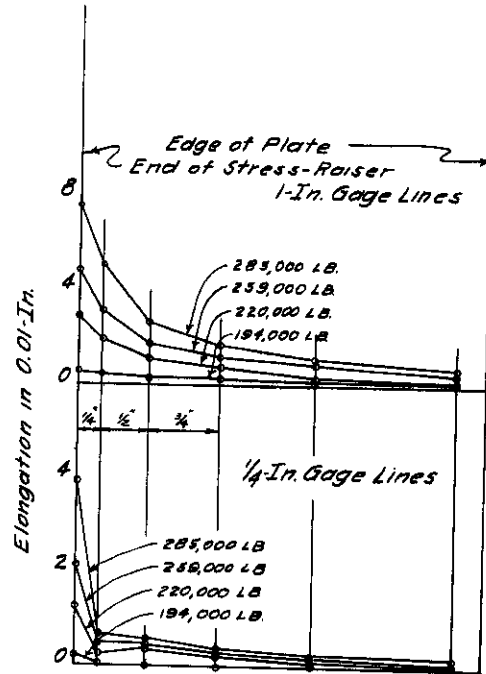 Edge of Plate
End of Stress-Raiser
1-In. Gage Lines
8
4
0
285,000 LB.
259,000 LB.
220,000 LB.
194,000 LB.
1/4" 1/2" 3/4"
1/4-In. Gage Lines
4
2
0
285,000 LB
259,000 LB
220,000 LB
194,000 LB.
Elongation in 0.01-In.